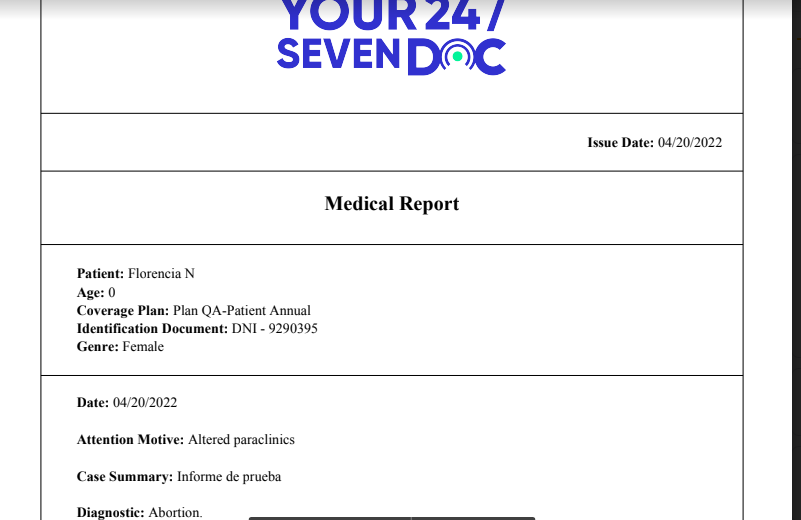 YOUR 24/
SEVEN DOC
Issue Date: 04/20/2022
Medical Report
Patient: Florencia N
Age: 0
Coverage Plan: Plan QA-Patient Annual
Identification Document: DNI - 9290395
Genre: Female
Date: 04/20/2022
Attention Motive: Altered paraclinics
Case Summary: Informe de prueba
Diagnostic: Abortion.